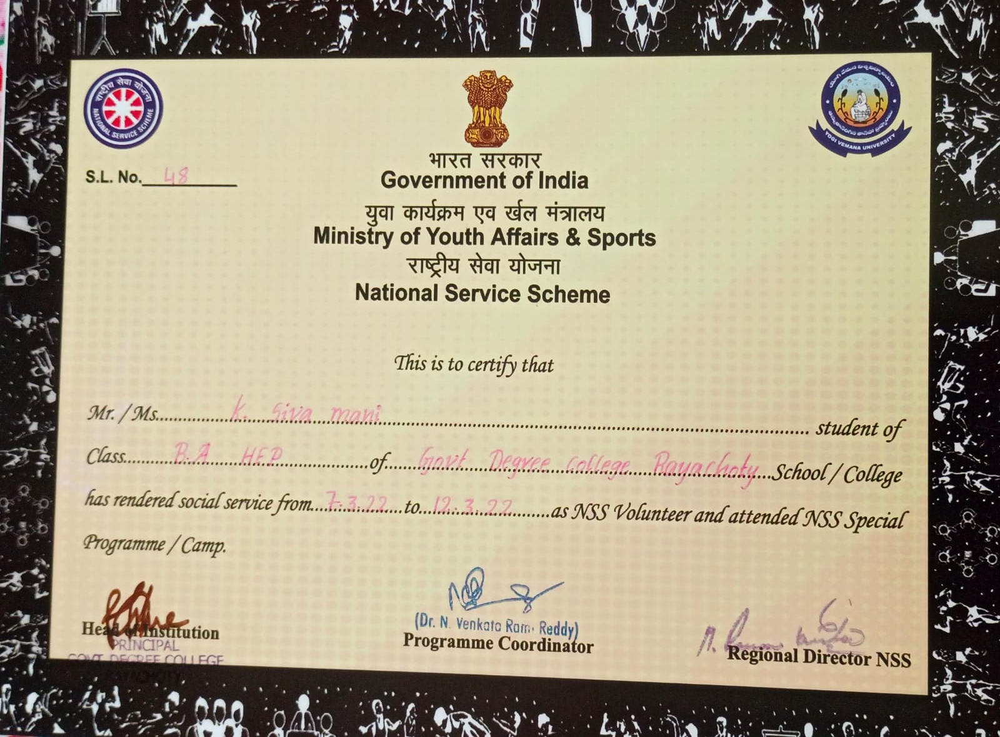 राष्ट्रीय सेवा योजना
NATIONAL SERVICE SCHEME
YOGI VEMANA UNIVERSITY
S.L. No. 48
भारत सरकार
Government of India
युवा कार्यक्रम एव र्खल मंत्रालय
Ministry of Youth Affairs & Sports
राष्ट्रीय सेवा योजना
National Service Scheme
This is to certify that
Mr. / Ms. K. Siva mani student of
Class B.A HEP of Govt Degree College Rayachoty School / College
has rendered social service from 7.3.22 to 12.3.22 as NSS Volunteer and attended NSS Special
Programme / Camp.
Head of Institution
PRINCIPAL
GOVT. DEGREE COLLEGE
RAYACHOTY
(Dr. N. Venkata Rami Reddy)
Programme Coordinator
Regional Director NSS